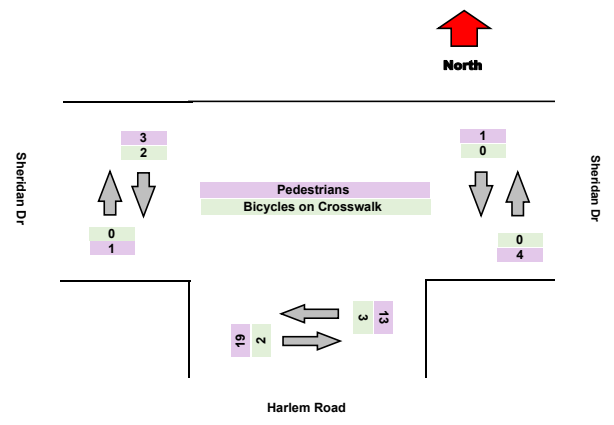 North
3
2
1
0
Sheridan Dr
Pedestrians
Bicycles on Crosswalk
Sheridan Dr
0
1
0
4
3
13
19
2
Harlem Road